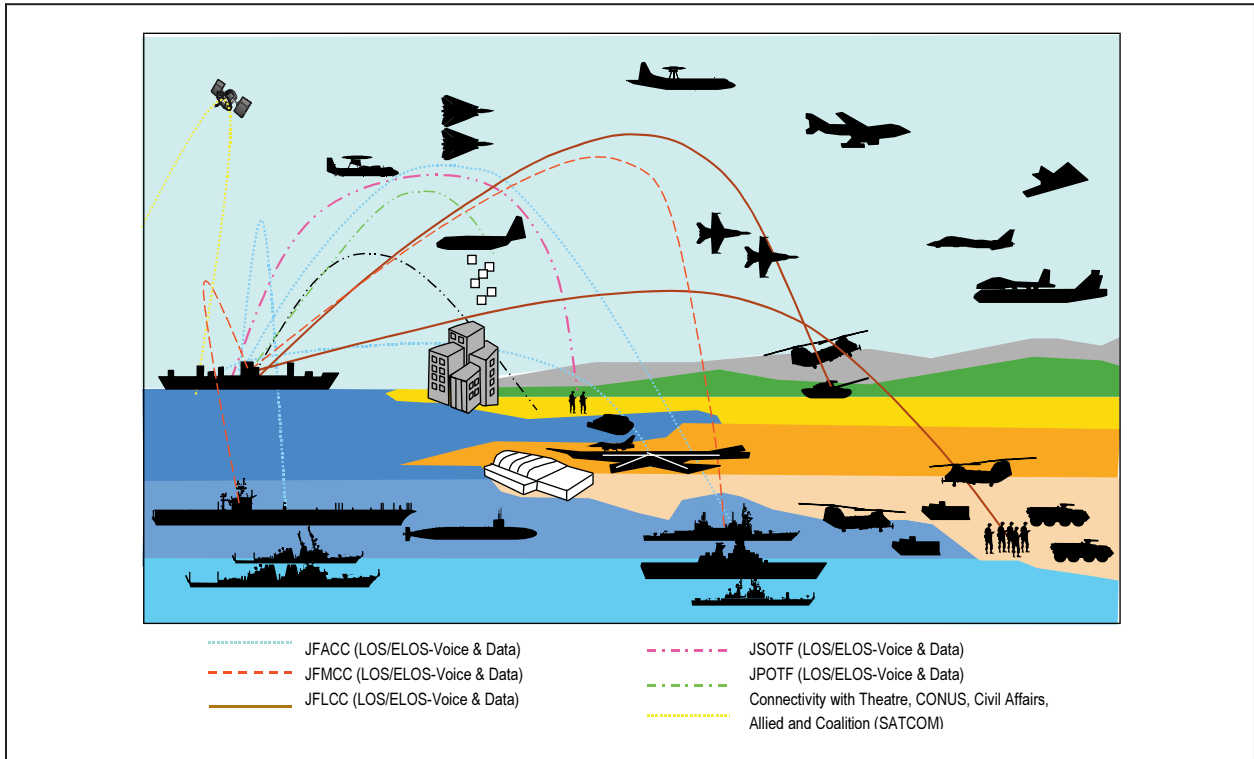 JFACC (LOS/ELOS-Voice & Data)
JFMCC (LOS/ELOS-Voice & Data)
JFLCC (LOS/ELOS-Voice & Data)
JSOTF (LOS/ELOS-Voice & Data)
JPOTF (LOS/ELOS-Voice & Data)
Connectivity with Theatre, CONUS, Civil Affairs,
Allied and Coalition (SATCOM)